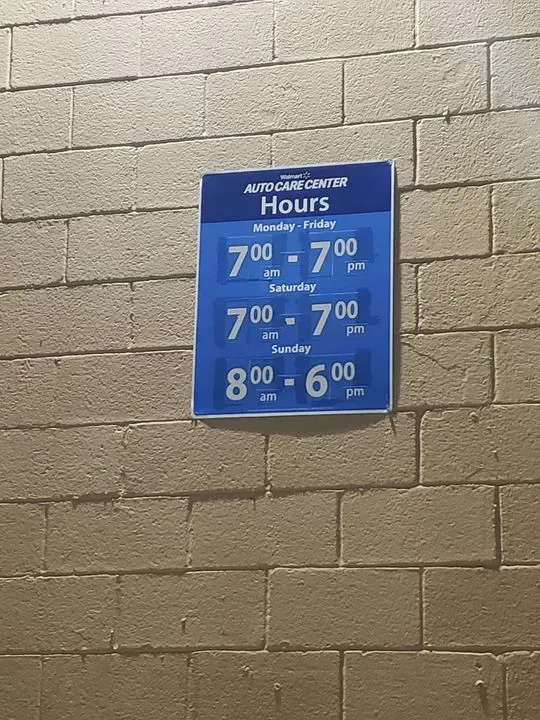 Walmart
AUTO CARE CENTER
Hours
Monday - Friday
7 00 am - 7 00 pm
Saturday
7 00 am - 7 00 pm
Sunday
8 00 am - 6 00 pm